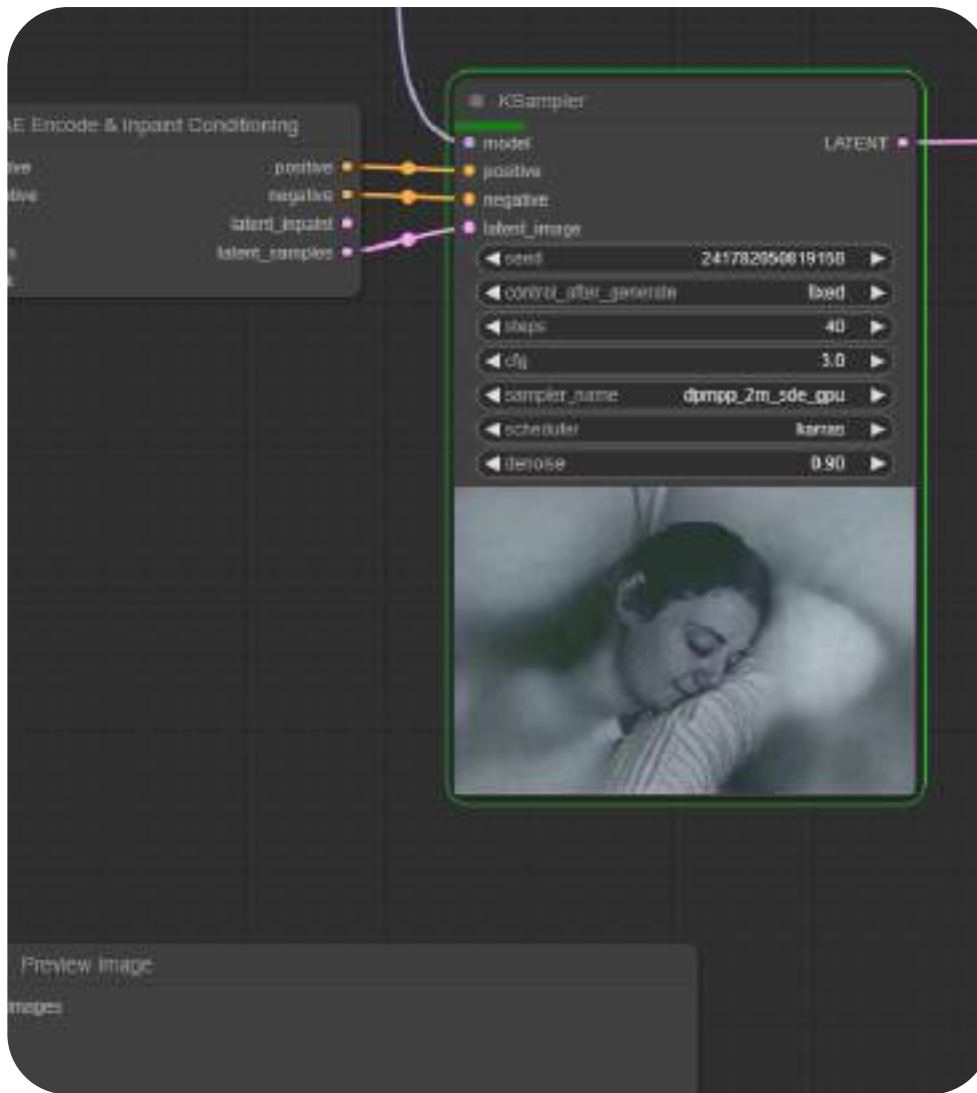 AE Encode & Inpaint Conditioning
positive
negative
latent_inpaint
latent_samples
KSampler
model
LATENT
positive
negative
latent_image
seed 241782050819158
control_after_generate fixed
steps 40
cfg 3.0
sampler_name dpmpp_2m_sde_gpu
scheduler karras
denoise 0.90
Preview Image
images